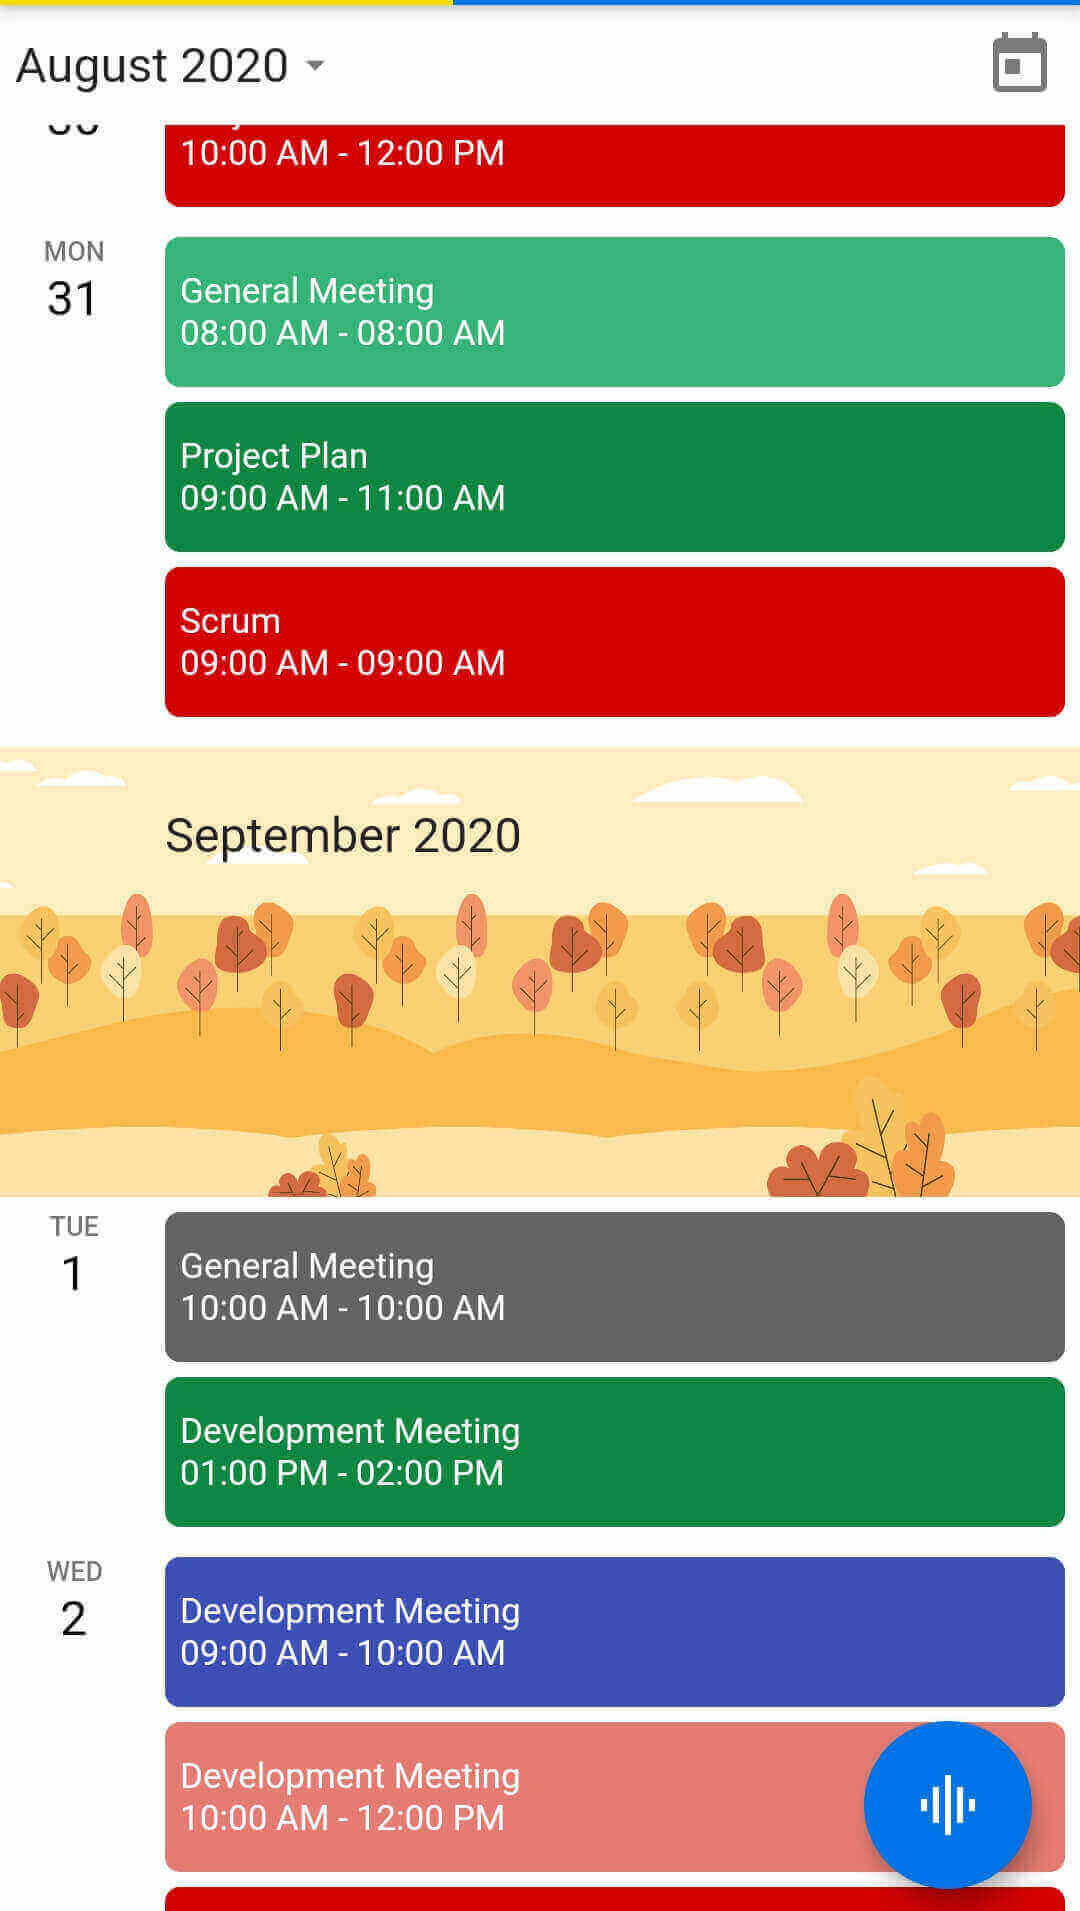 August 2020
10:00 AM - 12:00 PM
MON
31
General Meeting
08:00 AM - 08:00 AM
Project Plan
09:00 AM - 11:00 AM
Scrum
09:00 AM - 09:00 AM
September 2020
TUE
1
General Meeting
10:00 AM - 10:00 AM
Development Meeting
01:00 PM - 02:00 PM
WED
2
Development Meeting
09:00 AM - 10:00 AM
Development Meeting
10:00 AM - 12:00 PM